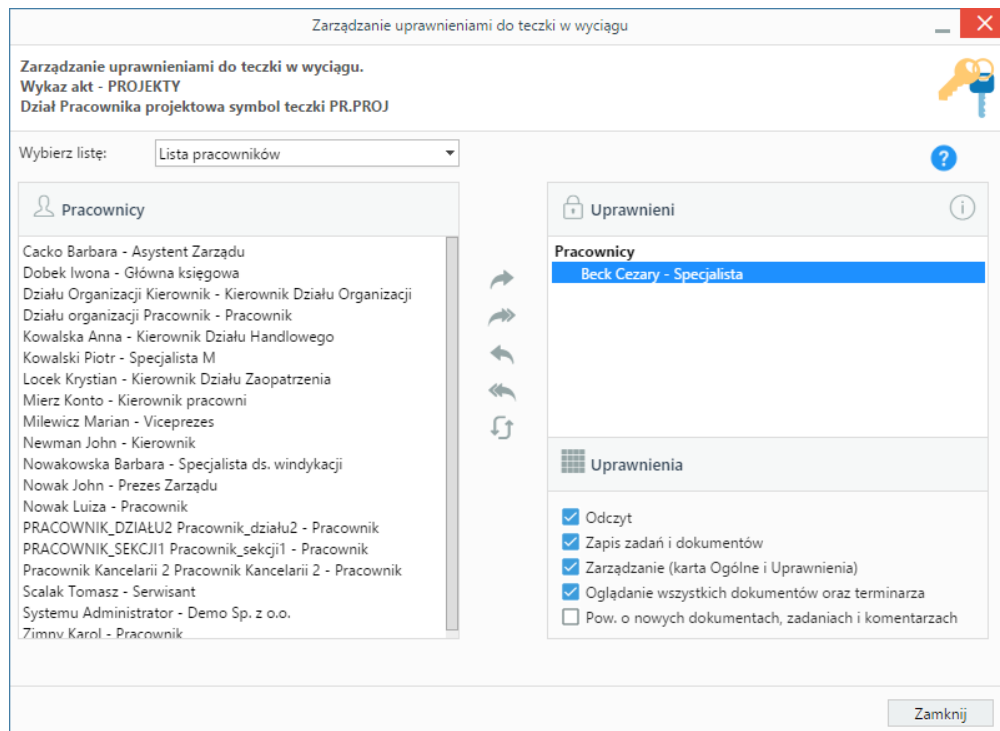 Zarządzanie uprawnieniami do teczki w wyciągu
Zarządzanie uprawnieniami do teczki w wyciągu.
Wykaz akt - PROJEKTY
Dział Pracownika projektowa symbol teczki PR.PROJ
Wybierz listę:
Lista pracowników
?
Pracownicy
Cacko Barbara - Asystent Zarządu
Dobek Iwona - Główna księgowa
Działu Organizacji Kierownik - Kierownik Działu Organizacji
Działu organizacji Pracownik - Pracownik
Kowalska Anna - Kierownik Działu Handlowego
Kowalski Piotr - Specjalista M
Locek Krystian - Kierownik Działu Zaopatrzenia
Mierz Konto - Kierownik pracowni
Milewicz Marian - Viceprezes
Newman John - Kierownik
Nowakowska Barbara - Specjalista ds. windykacji
Nowak John - Prezes Zarządu
Nowak Luiza - Pracownik
PRACOWNIK_DZIAŁU2 Pracownik_działu2 - Pracownik
PRACOWNIK_SEKCJI1 Pracownik_sekcji1 - Pracownik
Pracownik Kancelarii 2 Pracownik Kancelarii 2 - Pracownik
Scalak Tomasz - Serwisant
Systemu Administrator - Demo Sp. z o.o.
Zimny Karol - Pracownik
Uprawnieni
Pracownicy
Beck Cezary - Specjalista
Uprawnienia
Odczyt
Zapis zadań i dokumentów
Zarządzanie (karta Ogólne i Uprawnienia)
Oglądanie wszystkich dokumentów oraz terminarza
Pow. o nowych dokumentach, zadaniach i komentarzach
Zamknij